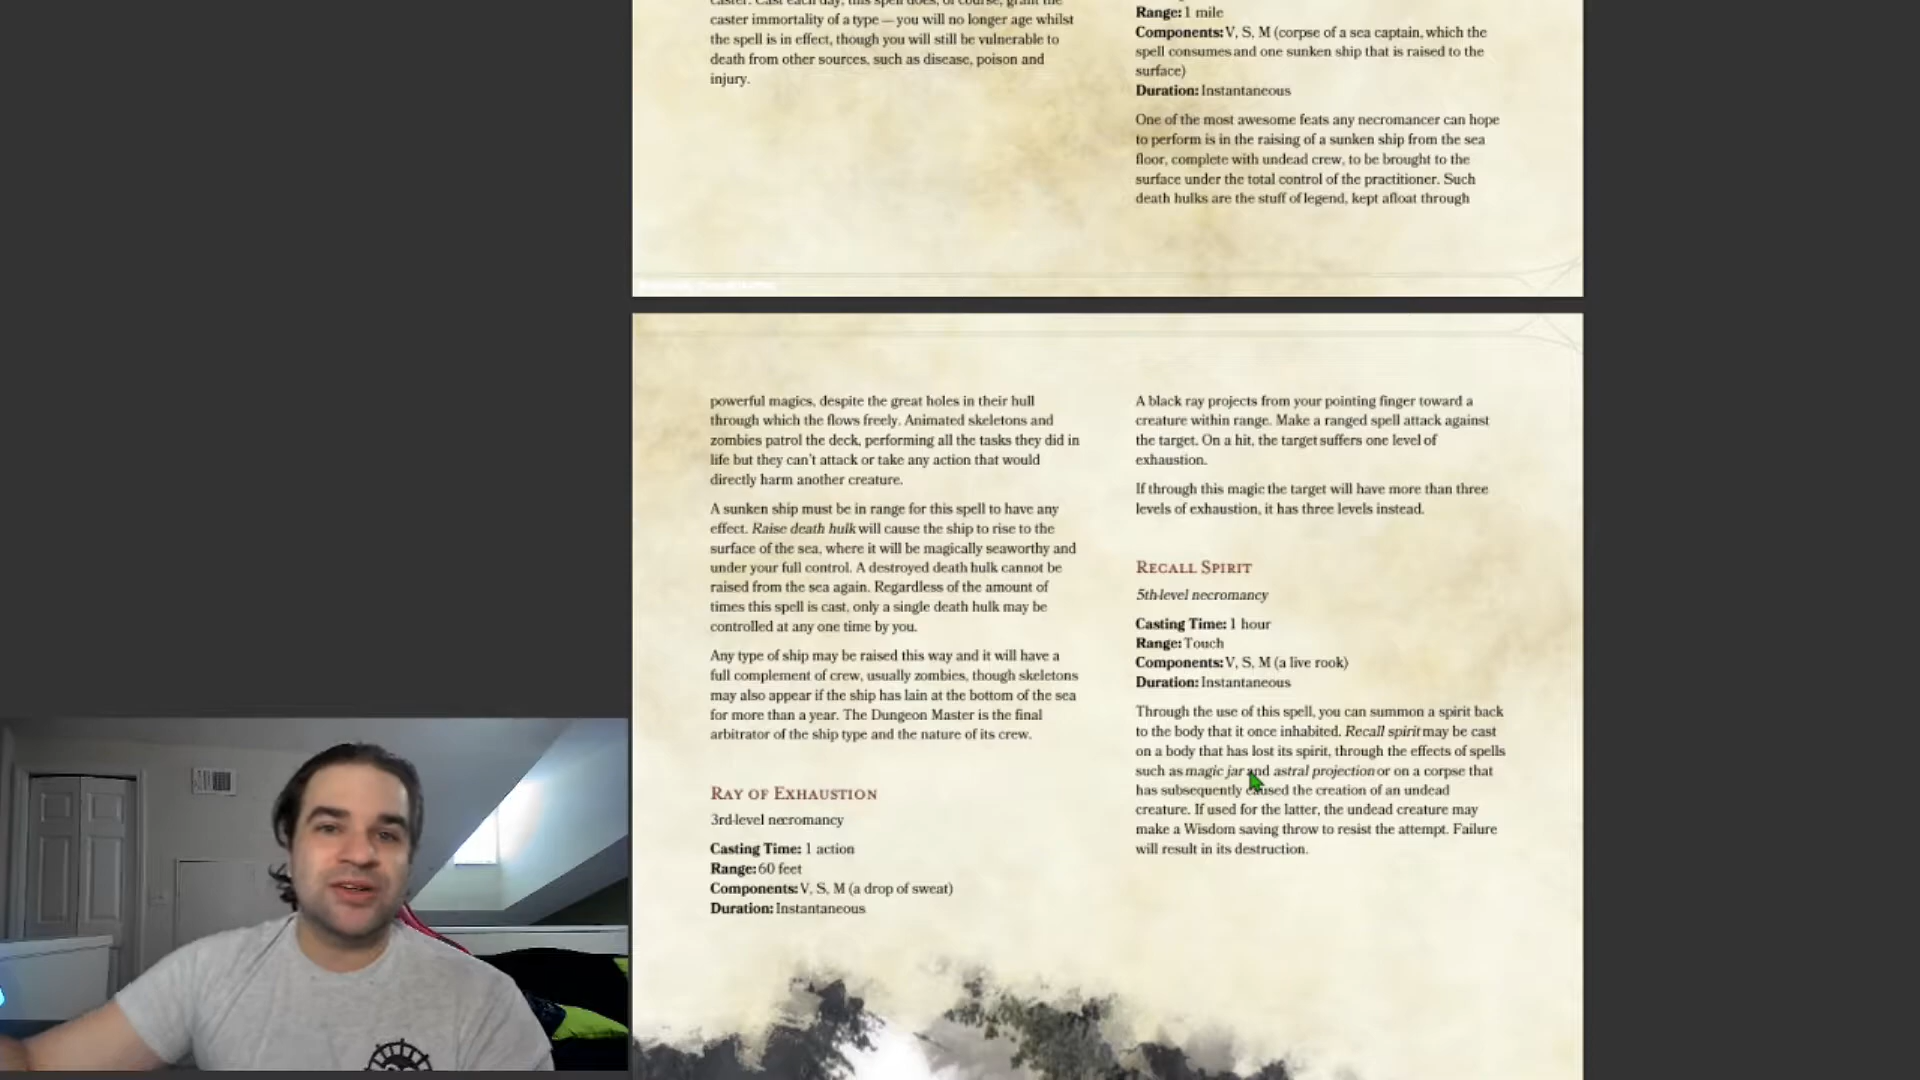 caster. Cast each day, this spell does, of course, grant the
caster immortality of a type — you will no longer age whilst
the spell is in effect, though you will still be vulnerable to
death from other sources, such as disease, poison and
injury.
Range: 1 mile
Components: V, S, M (corpse of a sea captain, which the
spell consumes and one sunken ship that is raised to the
surface)
Duration: Instantaneous
One of the most awesome feats any necromancer can hope
to perform is in the raising of a sunken ship from the sea
floor, complete with undead crew, to be brought to the
surface under the total control of the practitioner. Such
death hulks are the stuff of legend, kept afloat through
powerful magics, despite the great holes in their hull
through which the flows freely. Animated skeletons and
zombies patrol the deck, performing all the tasks they did in
life but they can't attack or take any action that would
directly harm another creature.
A sunken ship must be in range for this spell to have any
effect. Raise death hulk will cause the ship to rise to the
surface of the sea, where it will be magically seaworthy and
under your full control. A destroyed death hulk cannot be
raised from the sea again. Regardless of the amount of
times this spell is cast, only a single death hulk may be
controlled at any one time by you.
Any type of ship may be raised this way and it will have a
full complement of crew, usually zombies, though skeletons
may also appear if the ship has lain at the bottom of the sea
for more than a year. The Dungeon Master is the final
arbitrator of the ship type and the nature of its crew.
Ray of Exhaustion
3rd-level necromancy
Casting Time: 1 action
Range: 60 feet
Components: V, S, M (a drop of sweat)
Duration: Instantaneous
A black ray projects from your pointing finger toward a
creature within range. Make a ranged spell attack against
the target. On a hit, the target suffers one level of
exhaustion.
If through this magic the target will have more than three
levels of exhaustion, it has three levels instead.
Recall Spirit
5th-level necromancy
Casting Time: 1 hour
Range: Touch
Components: V, S, M (a live rook)
Duration: Instantaneous
Through the use of this spell, you can summon a spirit back
to the body that it once inhabited. Recall spirit may be cast
on a body that has lost its spirit, through the effects of spells
such as magic jar and astral projection or on a corpse that
has subsequently caused the creation of an undead
creature. If used for the latter, the undead creature may
make a Wisdom saving throw to resist the attempt. Failure
will result in its destruction.